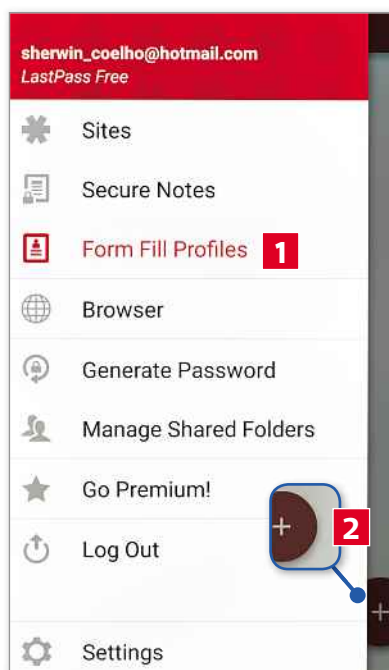 sherwin_coelho@hotmail.com
LastPass Free
Sites
Secure Notes
Form Fill Profiles 1
Browser
Generate Password
Manage Shared Folders
Go Premium!
+ 2
Log Out
+
Settings